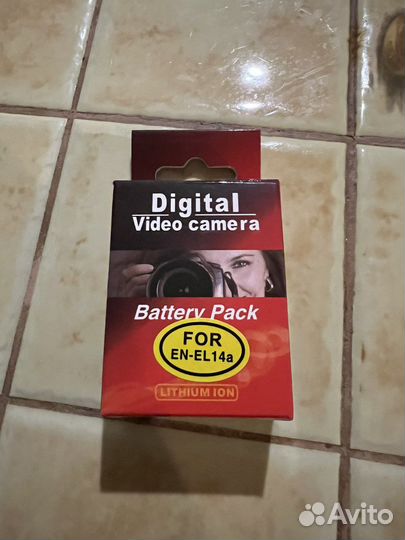 Digital
Video camera
Battery Pack
FOR
EN-EL14a
LITHIUM ION
Avito